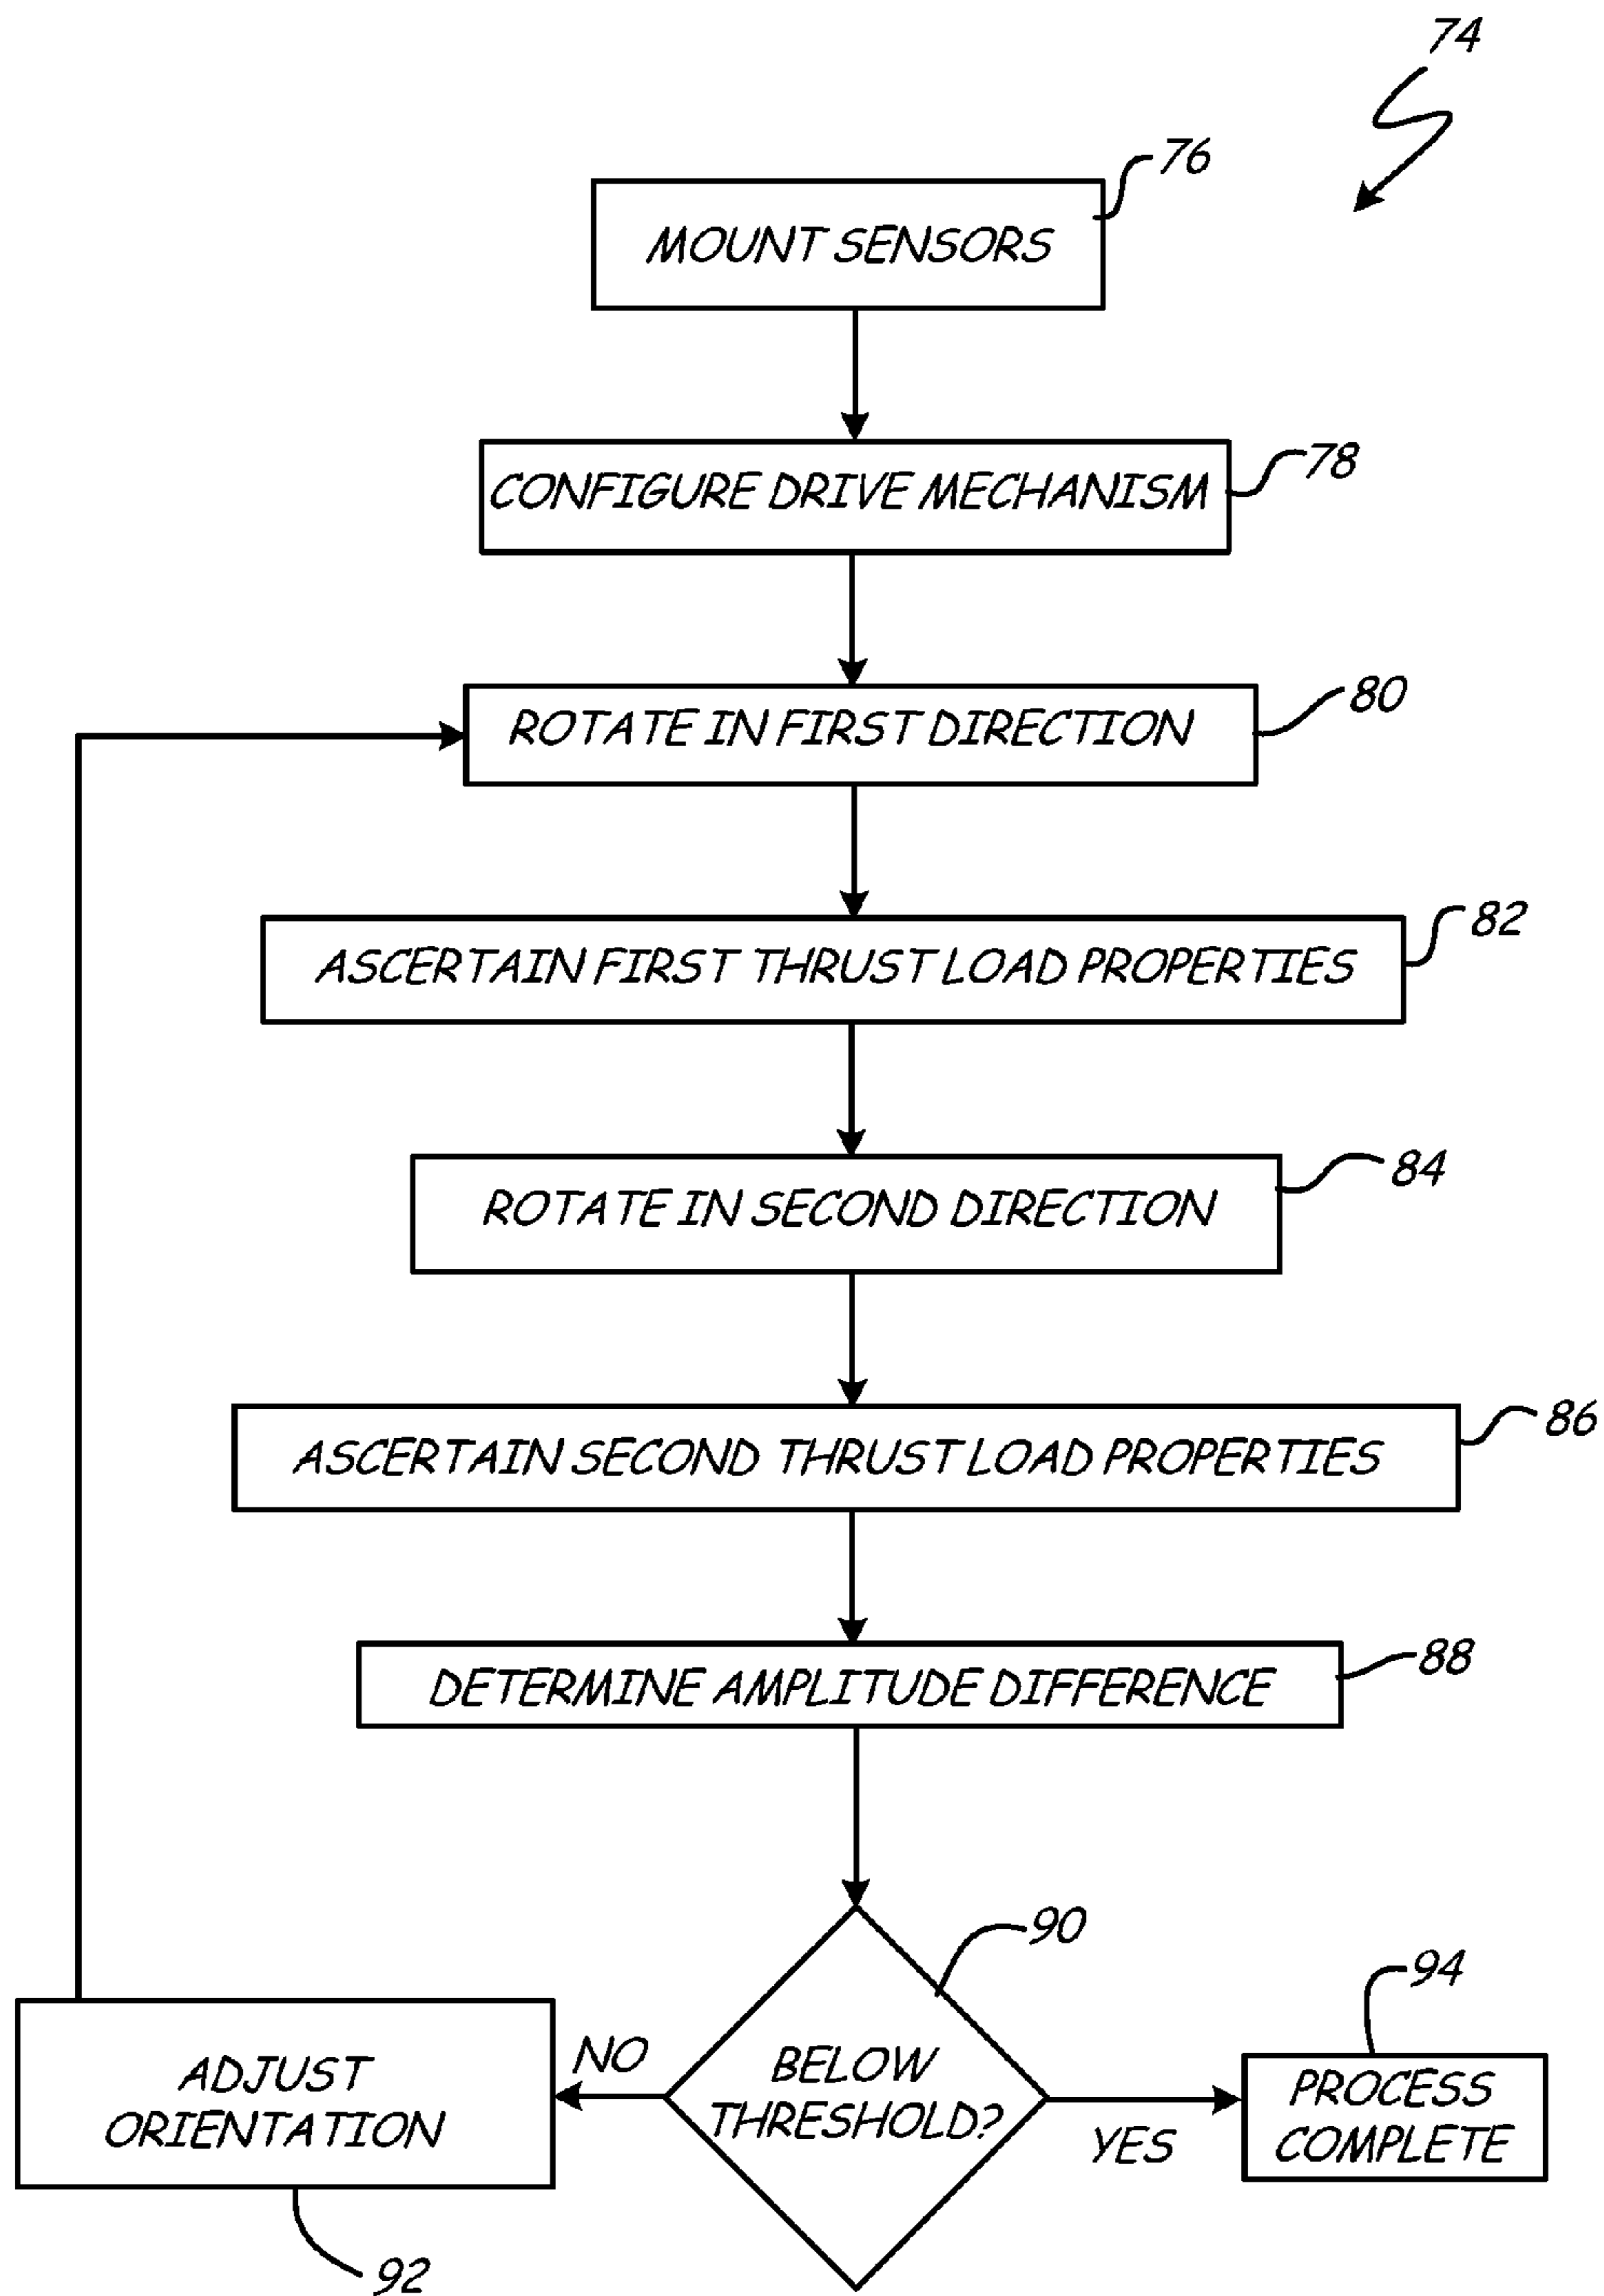 74
76
MOUNT SENSORS
78
CONFIGURE DRIVE MECHANISM
80
ROTATE IN FIRST DIRECTION
82
ASCERTAIN FIRST THRUST LOAD PROPERTIES
84
ROTATE IN SECOND DIRECTION
86
ASCERTAIN SECOND THRUST LOAD PROPERTIES
88
DETERMINE AMPLITUDE DIFFERENCE
90
94
NO
BELOW
THRESHOLD?
YES
ADJUST
ORIENTATION
PROCESS
COMPLETE
92